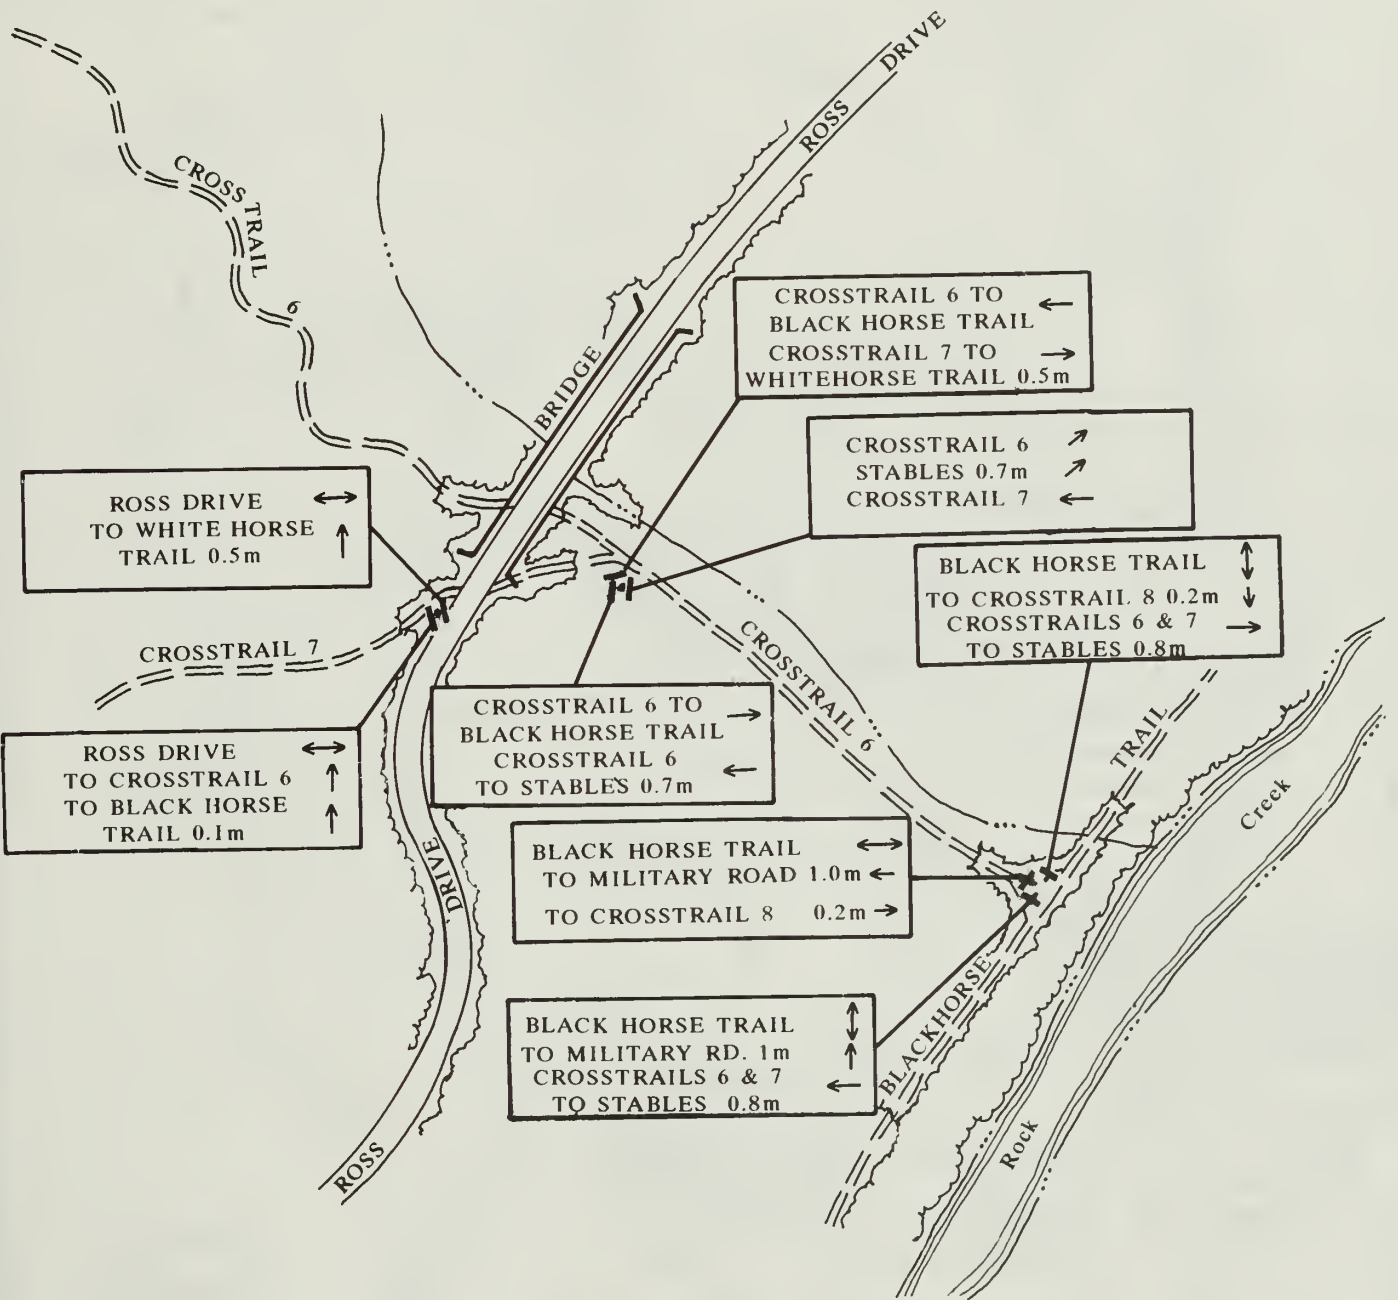 ROSS DRIVE
CROSS TRAIL 6
BRIDGE
CROSSTRAIL 6 TO ←
BLACK HORSE TRAIL
CROSSTRAIL 7 TO →
WHITEHORSE TRAIL 0.5m
CROSSTRAIL 6 ↗
STABLES 0.7m ↗
CROSSTRAIL 7 ←
ROSS DRIVE ↔
TO WHITE HORSE
TRAIL 0.5m ↑
BLACK HORSE TRAIL ↕
TO CROSSTRAIL 8 0.2m ↓
CROSSTRAILS 6 & 7 →
TO STABLES 0.8m
CROSSTRAIL 7
CROSSTRAIL 6
CROSSTRAIL 6 TO →
BLACK HORSE TRAIL
CROSSTRAIL 6
TO STABLES 0.7m ←
ROSS DRIVE ↔
TO CROSSTRAIL 6 ↑
TO BLACK HORSE
TRAIL 0.1m ↑
BLACK HORSE TRAIL ↔
TO MILITARY ROAD 1.0m ←
TO CROSSTRAIL 8 0.2m →
BLACK HORSE TRAIL ↕
TO MILITARY RD. 1m ↑
CROSSTRAILS 6 & 7 ←
TO STABLES 0.8m
BLACKHORSE TRAIL
Rock Creek
ROSS DRIVE